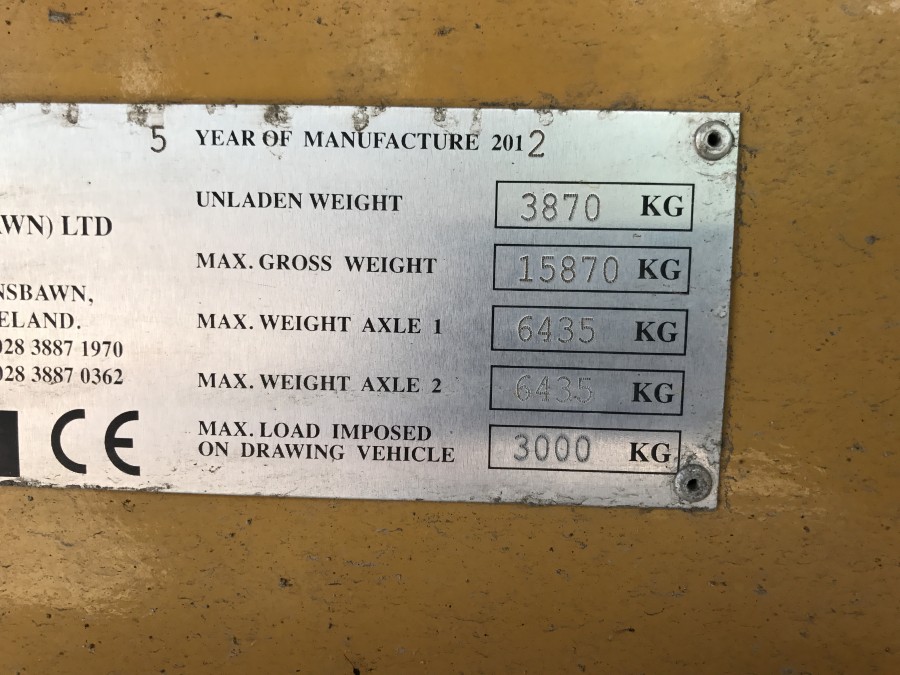 5 YEAR OF MANUFACTURE 2012
UNLADEN WEIGHT 3870 KG
AWN) LTD
MAX. GROSS WEIGHT 15870 KG
NSBAWN,
ELAND.
MAX. WEIGHT AXLE 1 6435 KG
028 3887 1970
028 3887 0362
MAX. WEIGHT AXLE 2 6435 KG
CE
MAX. LOAD IMPOSED
ON DRAWING VEHICLE 3000 KG